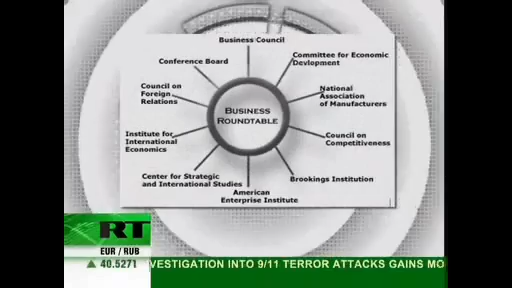 Business Council
Conference Board
Committee for Economic
Devlopment
Council on
Foreign
Relations
National
Association
of Manufacturers
BUSINESS
ROUNDTABLE
Institute for
International
Economics
Council on
Competitiveness
Center for Strategic
and International Studies
Brookings Institution
American
Enterprise Institute
RT
EUR / RUB
▲ 40.5271
VESTIGATION INTO 9/11 TERROR ATTACKS GAINS MO